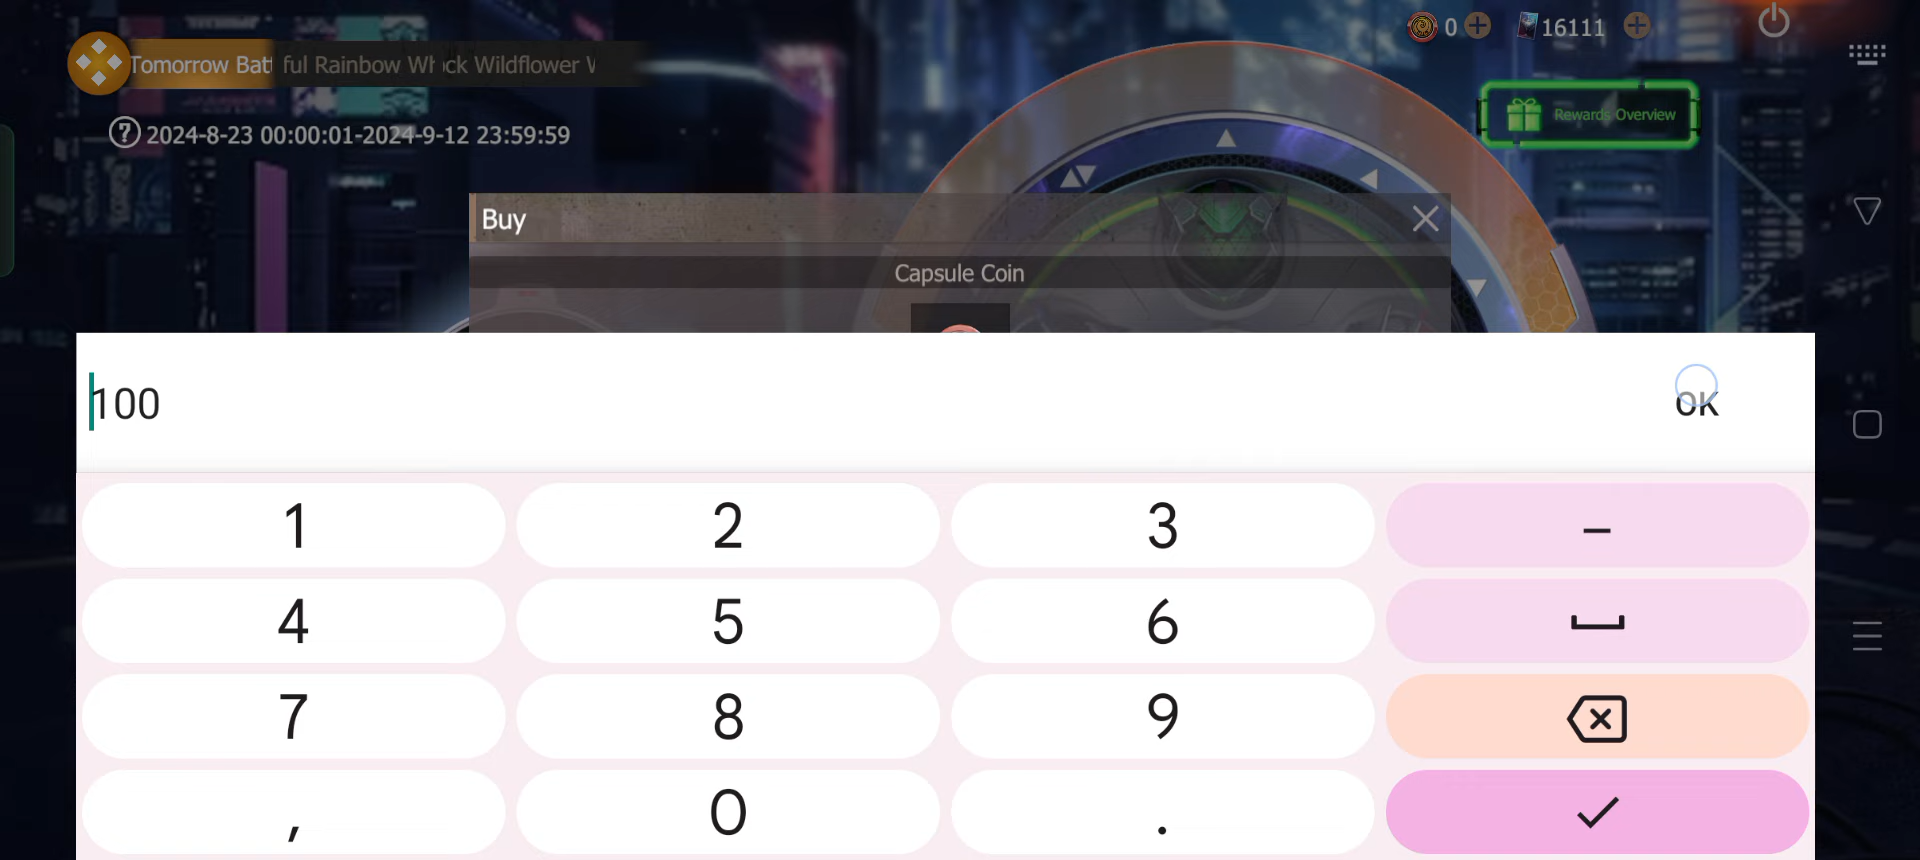 0
16111
Tomorrow Batt
ful Rainbow Wh
ck Wildflower W
Rewards Overview
2024-8-23 00:00:01-2024-9-12 23:59:59
Buy
Capsule Coin
100
OK
1
2
3
–
4
5
6
7
8
9
,
0
.